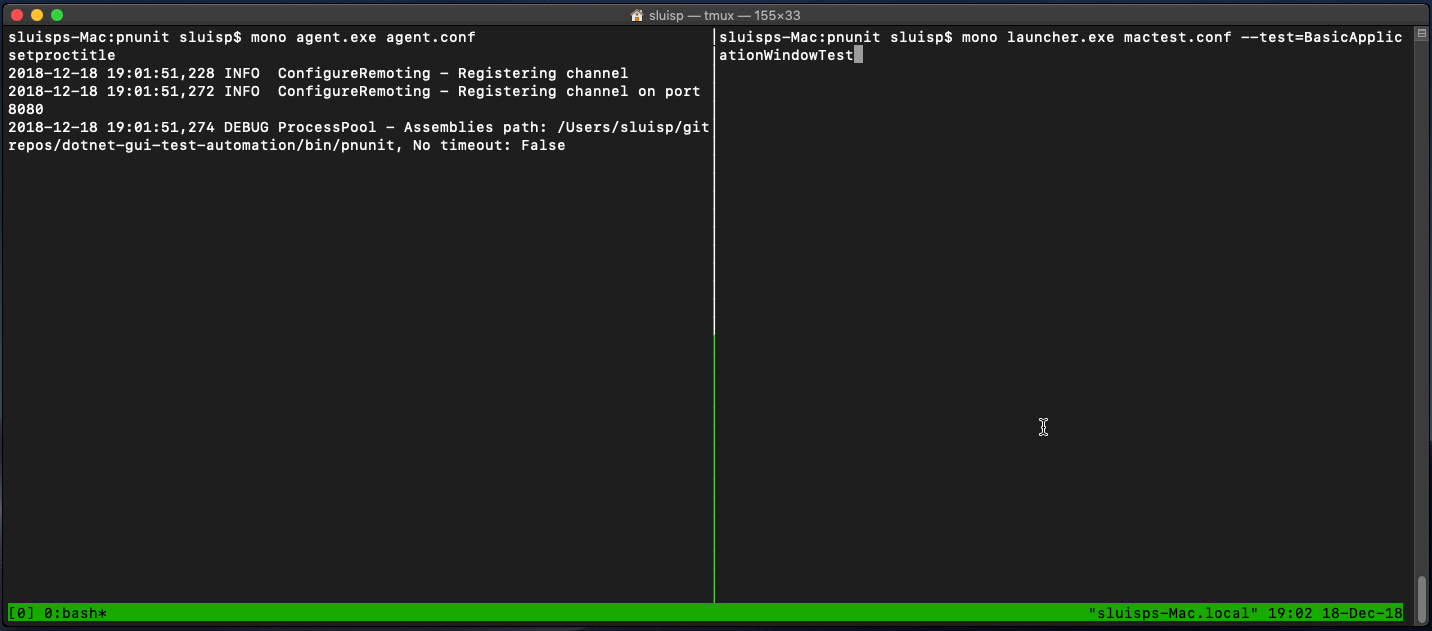 sluisp — tmux — 155×33
sluisps-Mac:pnunit sluisp$ mono agent.exe agent.conf
setproctitle
2018-12-18 19:01:51,228 INFO  ConfigureRemoting - Registering channel
2018-12-18 19:01:51,272 INFO  ConfigureRemoting - Registering channel on port
8080
2018-12-18 19:01:51,274 DEBUG ProcessPool - Assemblies path: /Users/sluisp/git
repos/dotnet-gui-test-automation/bin/pnunit, No timeout: False
sluisps-Mac:pnunit sluisp$ mono launcher.exe mactest.conf --test=BasicApplic
ationWindowTest
[0] 0:bash*
"sluisps-Mac.local" 19:02 18-Dec-18